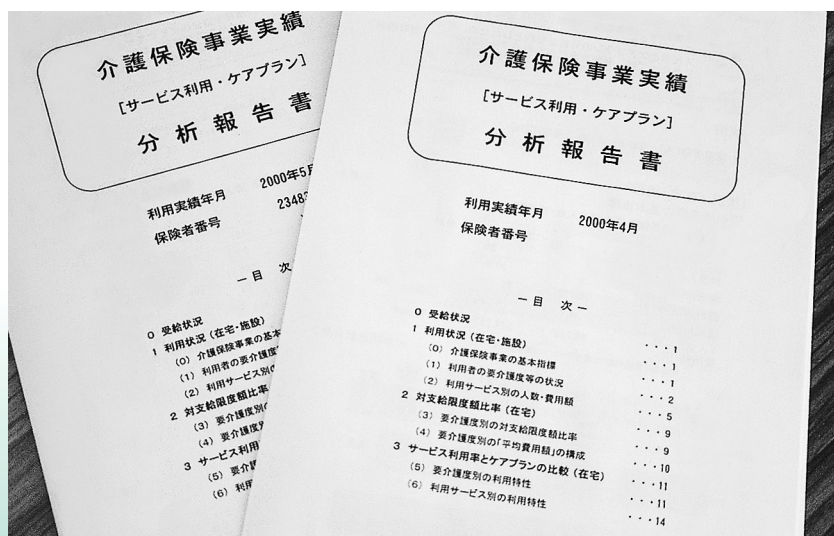 介護保険事業実績
[サービス利用・ケアプラン]
分析報告書
利用実績年月 2000年5月
保険者番号 2348
－目 次
0 受給状況
1 利用状況(在宅・施設)
(0) 介護保険事業の基本
(1) 利用者の要介護度
(2) 利用サービス別の
2 対支給限度額比率
(3) 要介護度別の
(4) 要介護度別
3 サービス利用
(5) 要介
(6) 利用
介護保険事業実績
[サービス利用・ケアプラン]
分析報告書
利用実績年月 2000年4月
保険者番号
－目 次－
0 受給状況 ・・・1
1 利用状況(在宅・施設) ・・・1
(0) 介護保険事業の基本指標 ・・・1
(1) 利用者の要介護度等の状況 ・・・2
(2) 利用サービス別の人数・費用額 ・・・5
2 対支給限度額比率(在宅) ・・・9
(3) 要介護度別の対支給限度額比率 ・・・9
(4) 要介護度別の「平均費用額」の構成 ・・・10
3 サービス利用率とケアプランの比較(在宅) ・・・11
(5) 要介護度別の利用特性 ・・・11
(6) 利用サービス別の利用特性 ・・・14